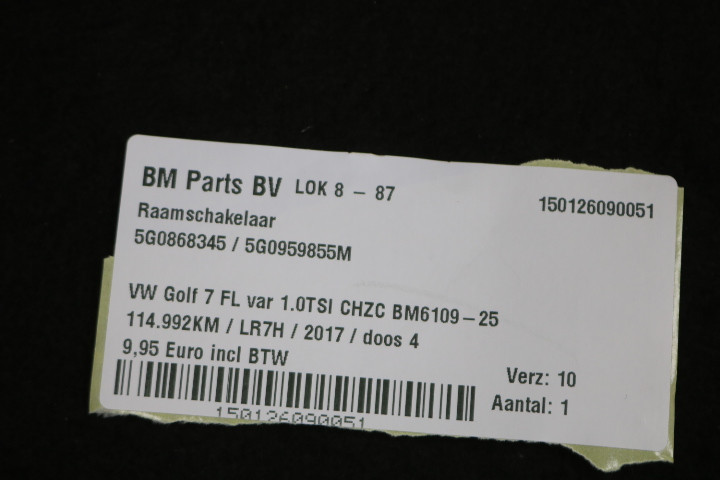 BM Parts BV LOK 8 - 87
150126090051
Raamschakelaar
5G0868345 / 5G0959855M
VW Golf 7 FL var 1.0TSI CHZC BM6109-25
114.992KM / LR7H / 2017 / doos 4
9,95 Euro incl BTW
Verz: 10
Aantal: 1
150126090051